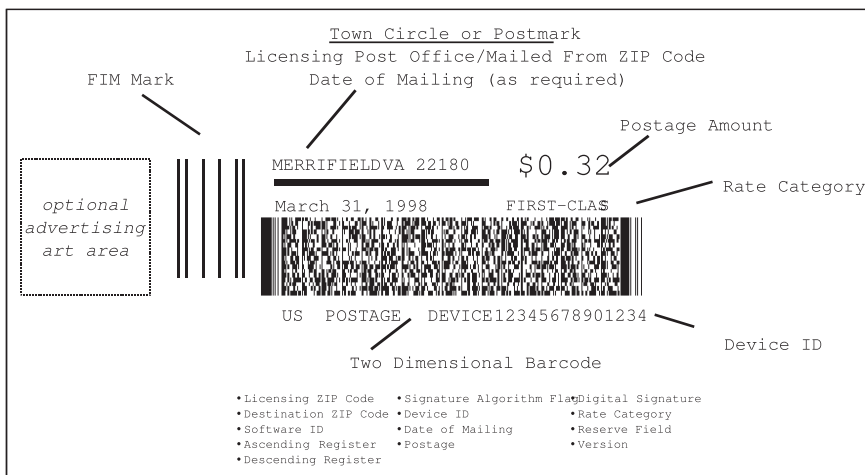 Town Circle or Postmark
Licensing Post Office/Mailed From ZIP Code
Date of Mailing (as required)
FIM Mark
Postage Amount
MERRIFIELDVA 22180
$0.32
Rate Category
March 31, 1998
FIRST-CLASS
optional
advertising
art area
US POSTAGE DEVICE12345678901234
Device ID
Two Dimensional Barcode
•Licensing ZIP Code •Signature Algorithm Flag •Digital Signature
•Destination ZIP Code •Device ID •Rate Category
•Software ID •Date of Mailing •Reserve Field
•Ascending Register •Postage •Version
•Descending Register